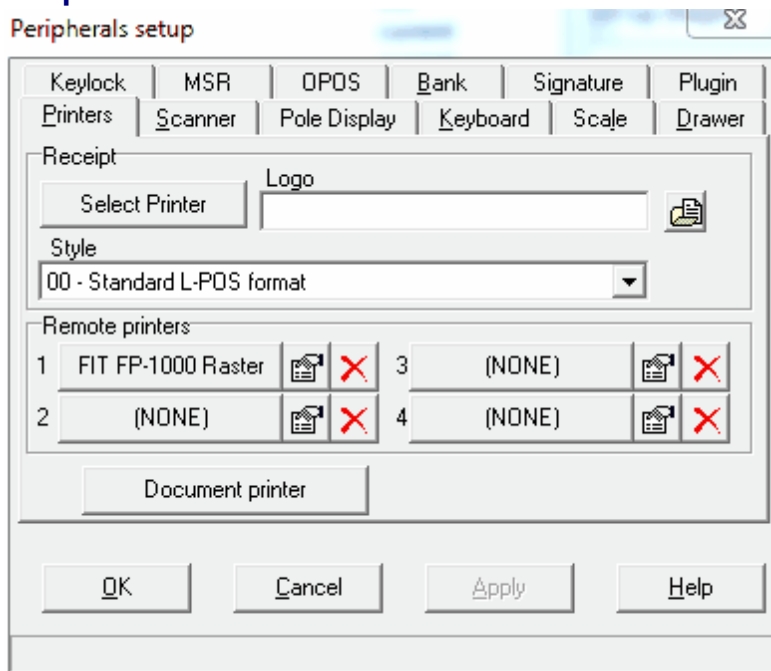 Peripherals setup
Keylock MSR OPOS Bank Signature Plugin
Printers Scanner Pole Display Keyboard Scale Drawer
Receipt
Select Printer Logo
Style
00 - Standard L-POS format
Remote printers
1 FIT FP-1000 Raster 3 (NONE)
2 (NONE) 4 (NONE)
Document printer
OK Cancel Apply Help